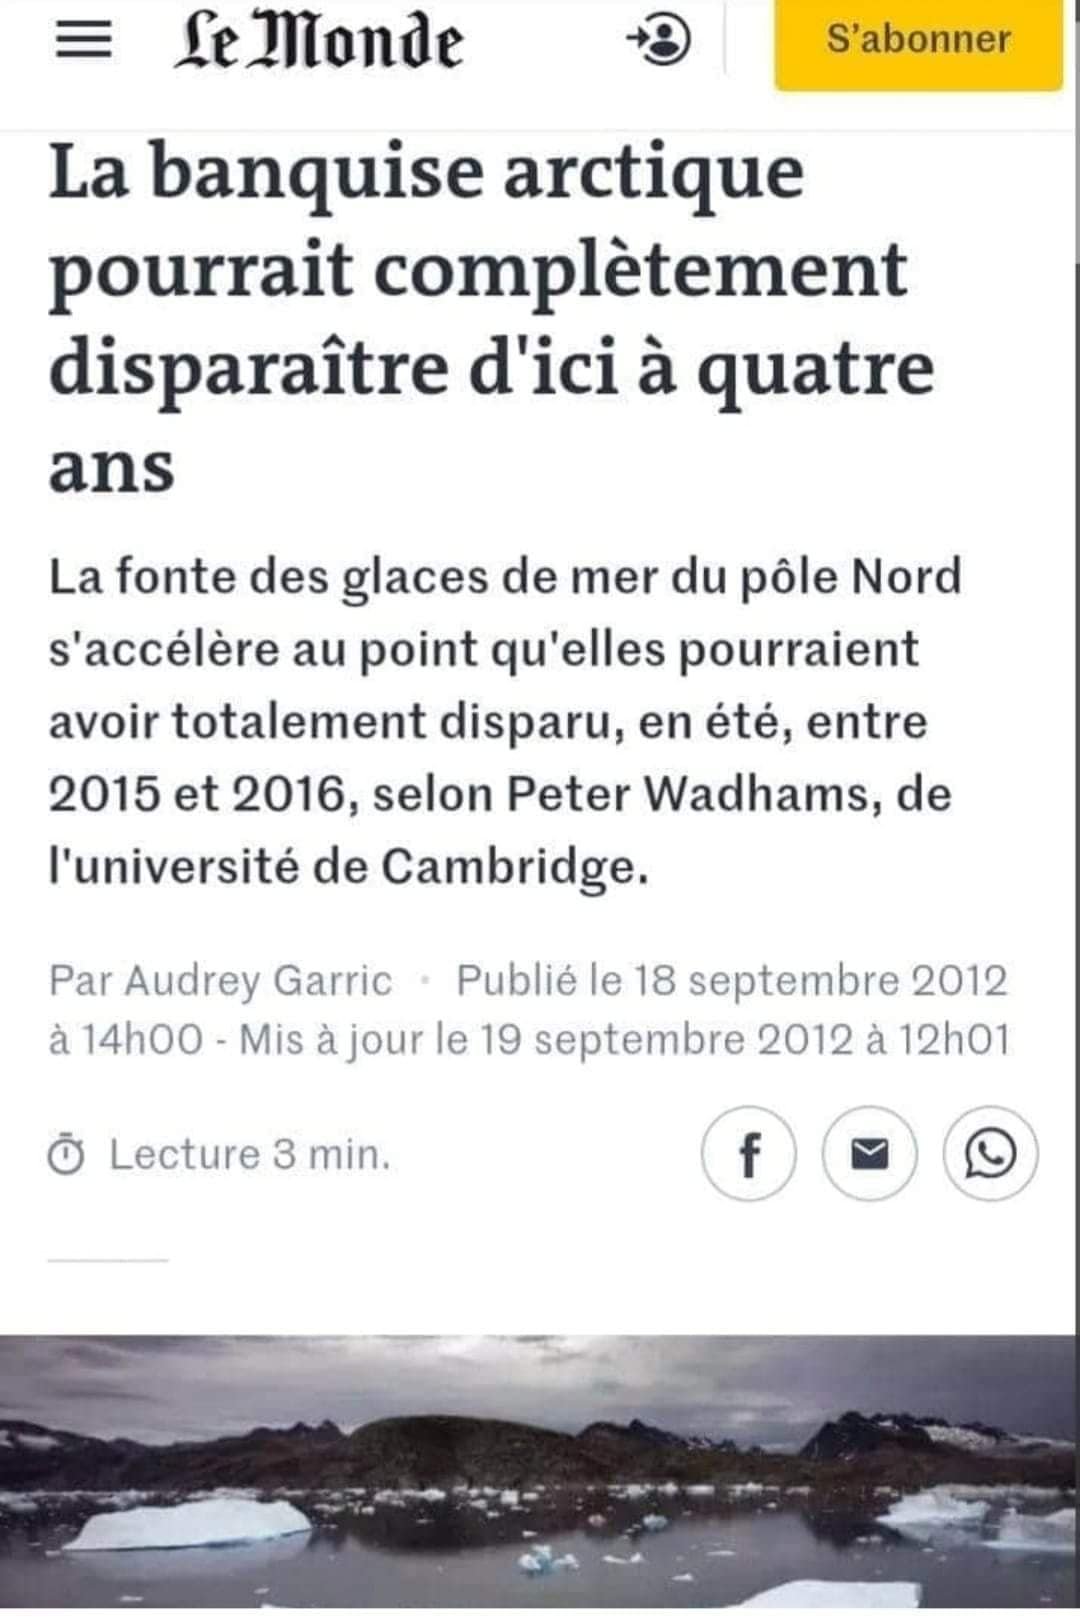 Le Monde
S'abonner
La banquise arctique
pourrait complètement
disparaître d'ici à quatre
ans
La fonte des glaces de mer du pôle Nord
s'accélère au point qu'elles pourraient
avoir totalement disparu, en été, entre
2015 et 2016, selon Peter Wadhams, de
l'université de Cambridge.
Par Audrey Garric • Publié le 18 septembre 2012
à 14h00 - Mis à jour le 19 septembre 2012 à 12h01
Lecture 3 min.